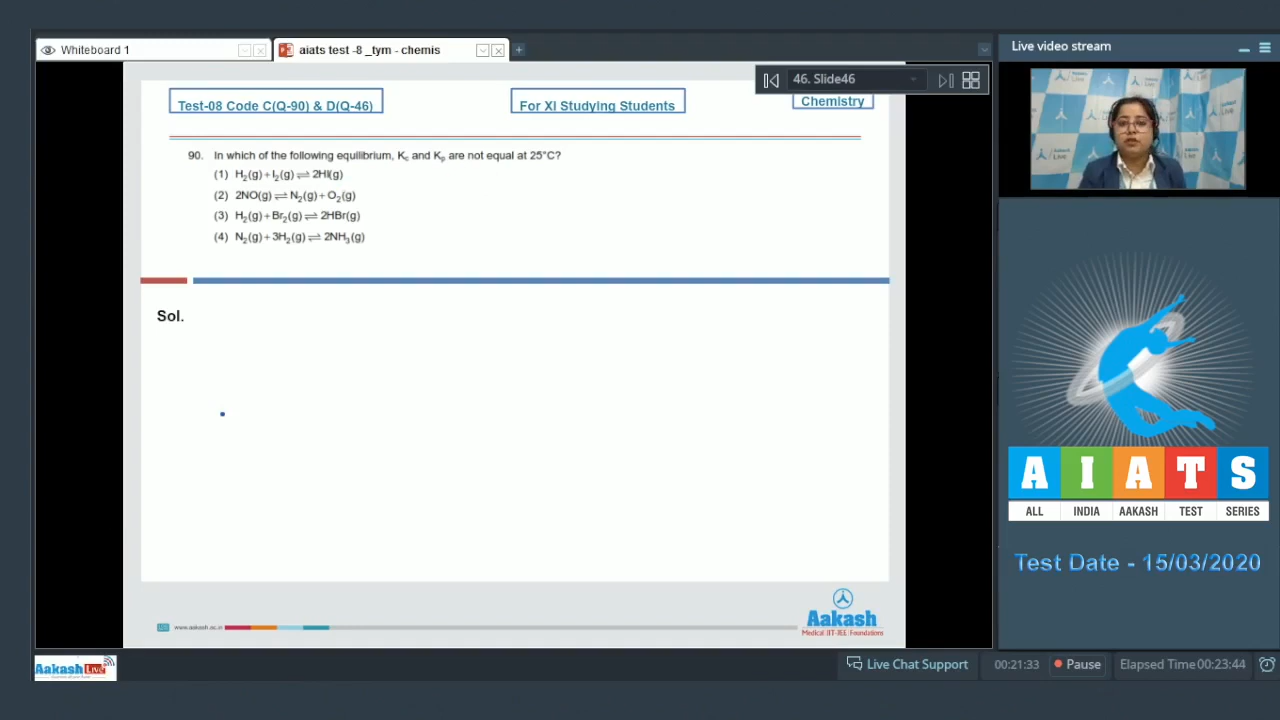 Whiteboard 1
aiats test -8 _tym - chemis
Live video stream
46. Slide46
Test-08 Code C(Q-90) & D(Q-46)
For XI Studying Students
Chemistry
90. In which of the following equilibrium, Kc and Kp are not equal at 25°C?
(1) H₂(g)+I₂(g)⇌2HI(g)
(2) 2NO(g)⇌N₂(g)+O₂(g)
(3) H₂(g)+Br₂(g)⇌2HBr(g)
(4) N₂(g)+3H₂(g)⇌2NH₃(g)
Sol.
A I A T S
ALL INDIA AAKASH TEST SERIES
Test Date - 15/03/2020
www.aakash.ac.in
Aakash
Medical|IIT-JEE|Foundations
Aakash Live
Live Chat Support
00:21:33
Pause
Elapsed Time 00:23:44